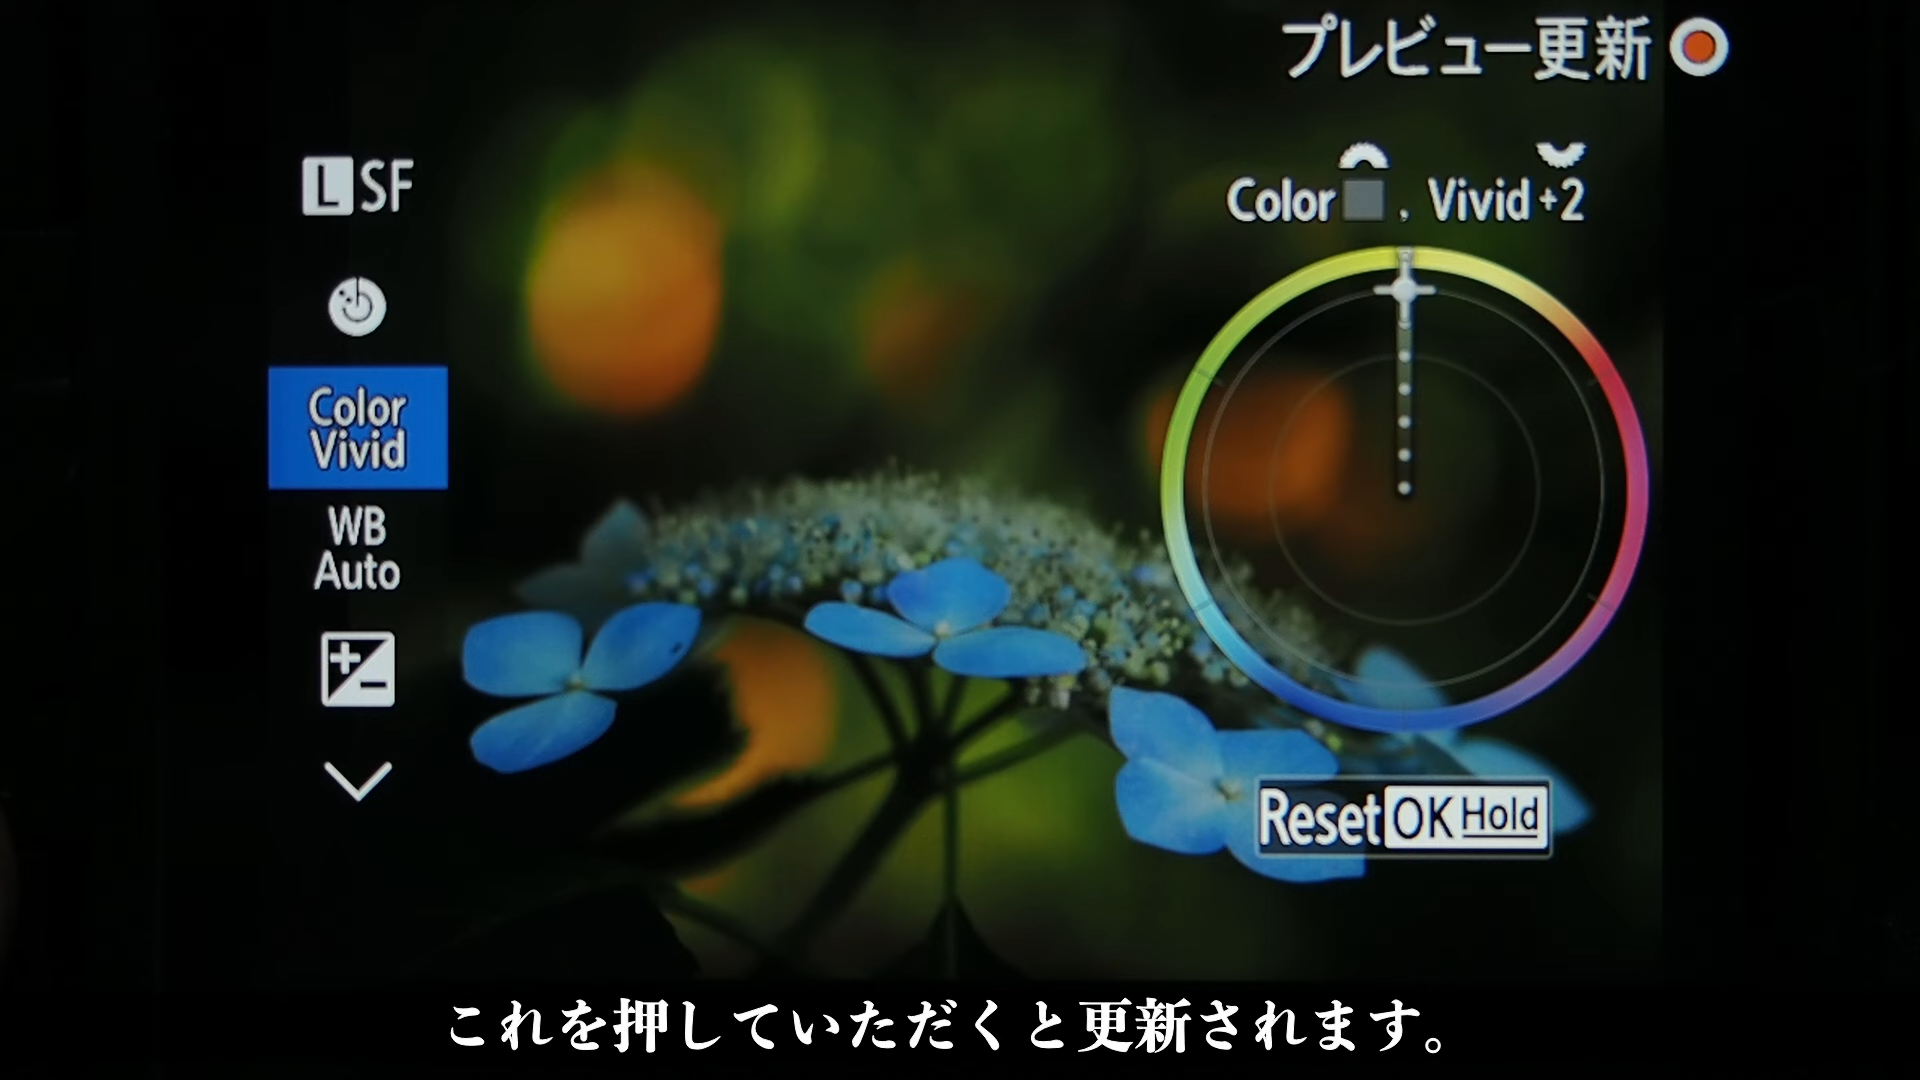 プレビュー更新
L SF
Color, Vivid+2
Color
Vivid
WB
Auto
Reset OK Hold
これを押していただくと更新されます。